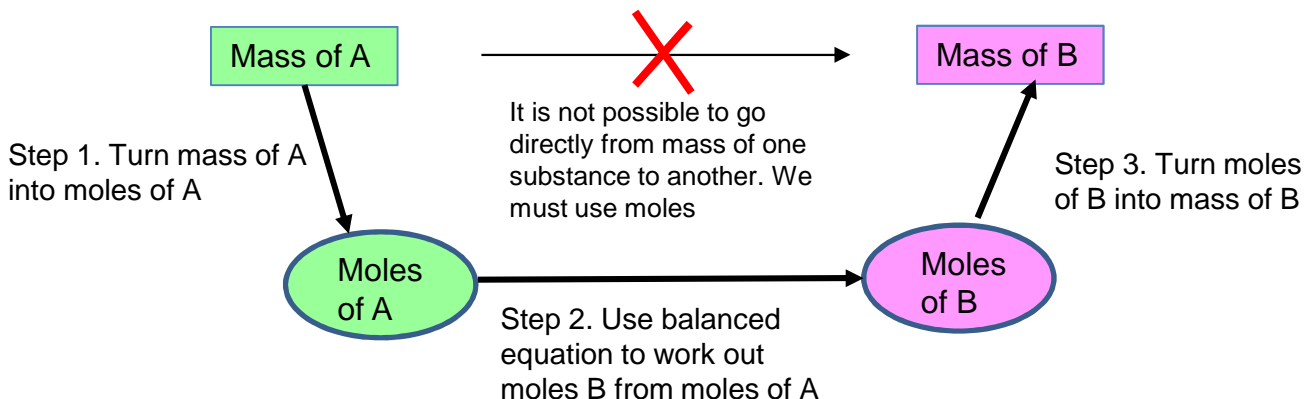 Mass of A
Mass of B
It is not possible to go
directly from mass of one
substance to another. We
must use moles
Step 1. Turn mass of A
into moles of A
Step 3. Turn moles
of B into mass of B
Moles
of A
Moles
of B
Step 2. Use balanced
equation to work out
moles B from moles of A